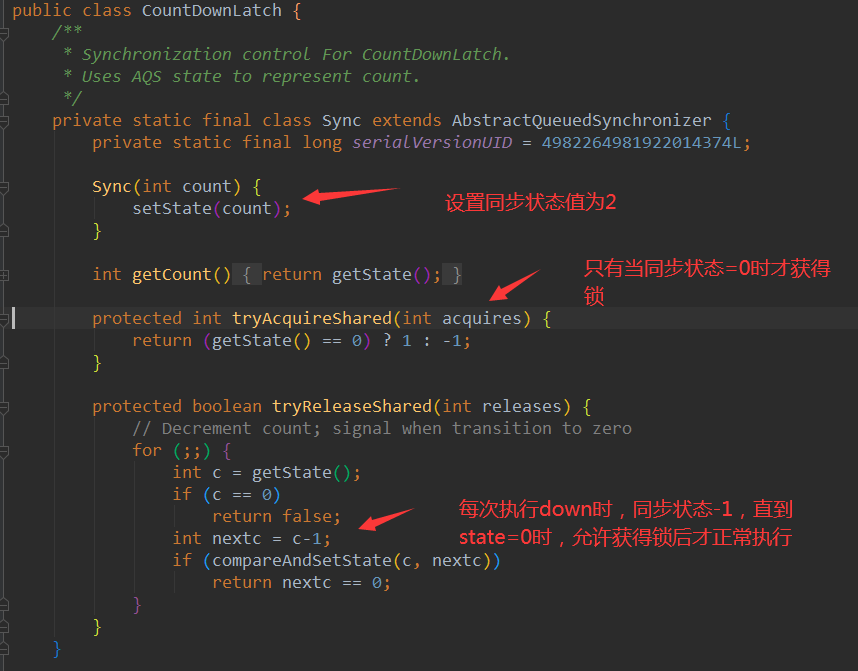 public class CountDownLatch {
/**
* Synchronization control For CountDownLatch.
* Uses AQS state to represent count.
*/
private static final class Sync extends AbstractQueuedSynchronizer {
private static final long serialVersionUID = 4982264981922014374L;
Sync(int count) {
setState(count);
设置同步状态值为2
}
int getCount() { return getState(); }
只有当同步状态=0时才获得
锁
protected int tryAcquireShared(int acquires) {
return (getState() == 0) ? 1 : -1;
}
protected boolean tryReleaseShared(int releases) {
// Decrement count; signal when transition to zero
for (;;) {
int c = getState();
if (c == 0)
return false;
int nextc = c-1;
if (compareAndSetState(c, nextc))
return nextc == 0;
每次执行down时，同步状态-1，直到
state=0时，允许获得锁后才正常执行
}
}
}